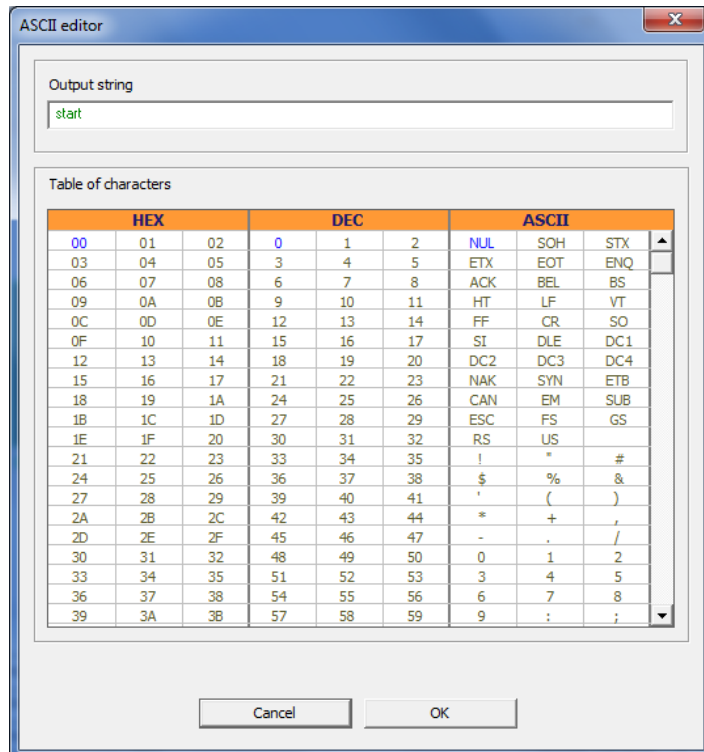 ASCII editor
Output string
start
Table of characters
HEX DEC ASCII
00 01 02 0 1 2 NUL SOH STX
03 04 05 3 4 5 ETX EOT ENQ
06 07 08 6 7 8 ACK BEL BS
09 0A 0B 9 10 11 HT LF VT
0C 0D 0E 12 13 14 FF CR SO
0F 10 11 15 16 17 SI DLE DC1
12 13 14 18 19 20 DC2 DC3 DC4
15 16 17 21 22 23 NAK SYN ETB
18 19 1A 24 25 26 CAN EM SUB
1B 1C 1D 27 28 29 ESC FS GS
1E 1F 20 30 31 32 RS US
21 22 23 33 34 35 ! " #
24 25 26 36 37 38 $ % &
27 28 29 39 40 41 ' ( )
2A 2B 2C 42 43 44 * + ,
2D 2E 2F 45 46 47 - . /
30 31 32 48 49 50 0 1 2
33 34 35 51 52 53 3 4 5
36 37 38 54 55 56 6 7 8
39 3A 3B 57 58 59 9 : ;
Cancel OK